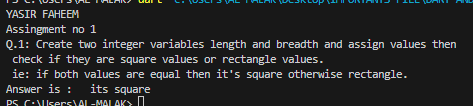 YASIR FAHEEM
Assingment no 1
Q.1: Create two integer variables length and breadth and assign values then
check if they are square values or rectangle values.
ie: if both values are equal then it's square otherwise rectangle.
Answer is :   its square
PS C:\Users\AL-MALAK>